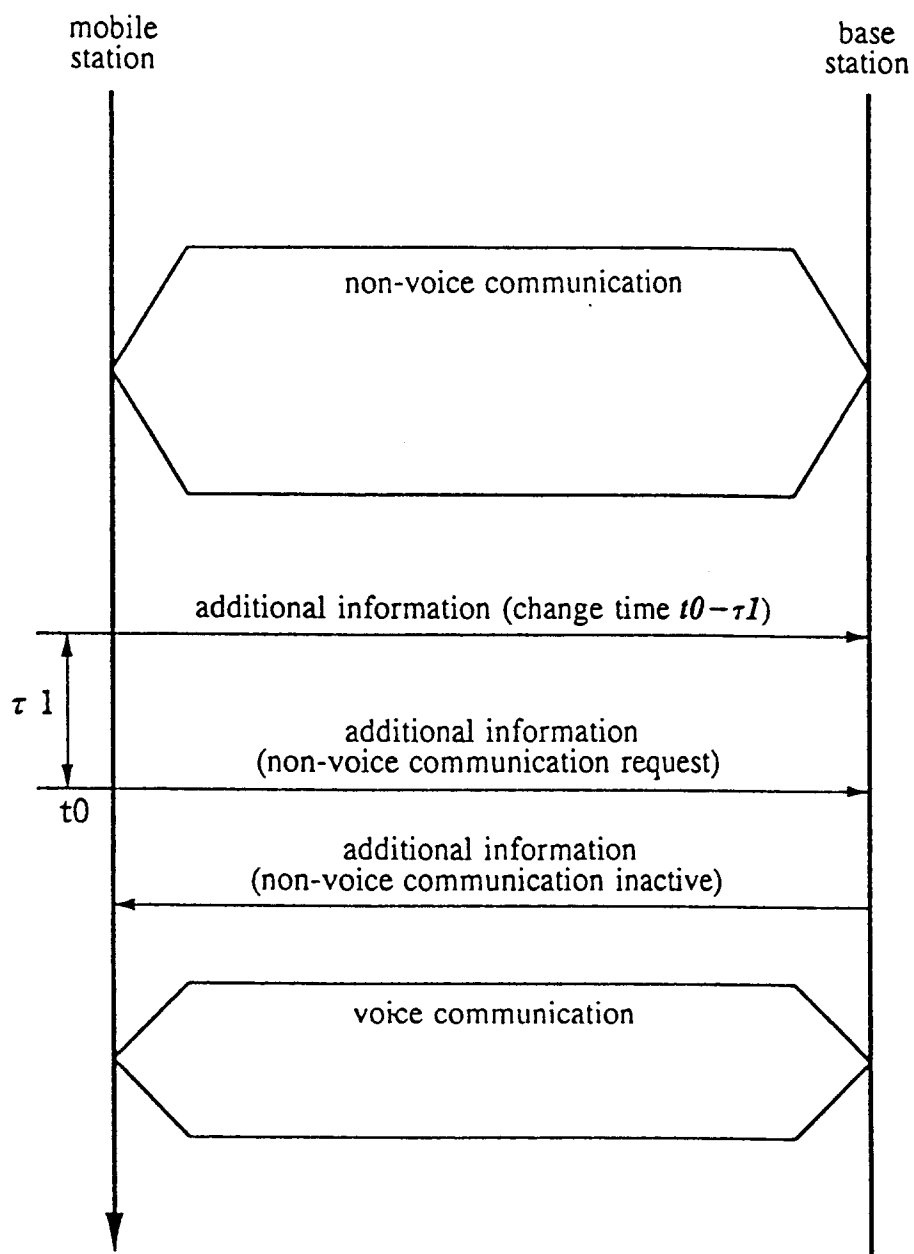 mobile
station
base
station
non-voice communication
additional information (change time t0−τ1)
τ 1
additional information
(non-voice communication request)
t0
additional information
(non-voice communication inactive)
voice communication